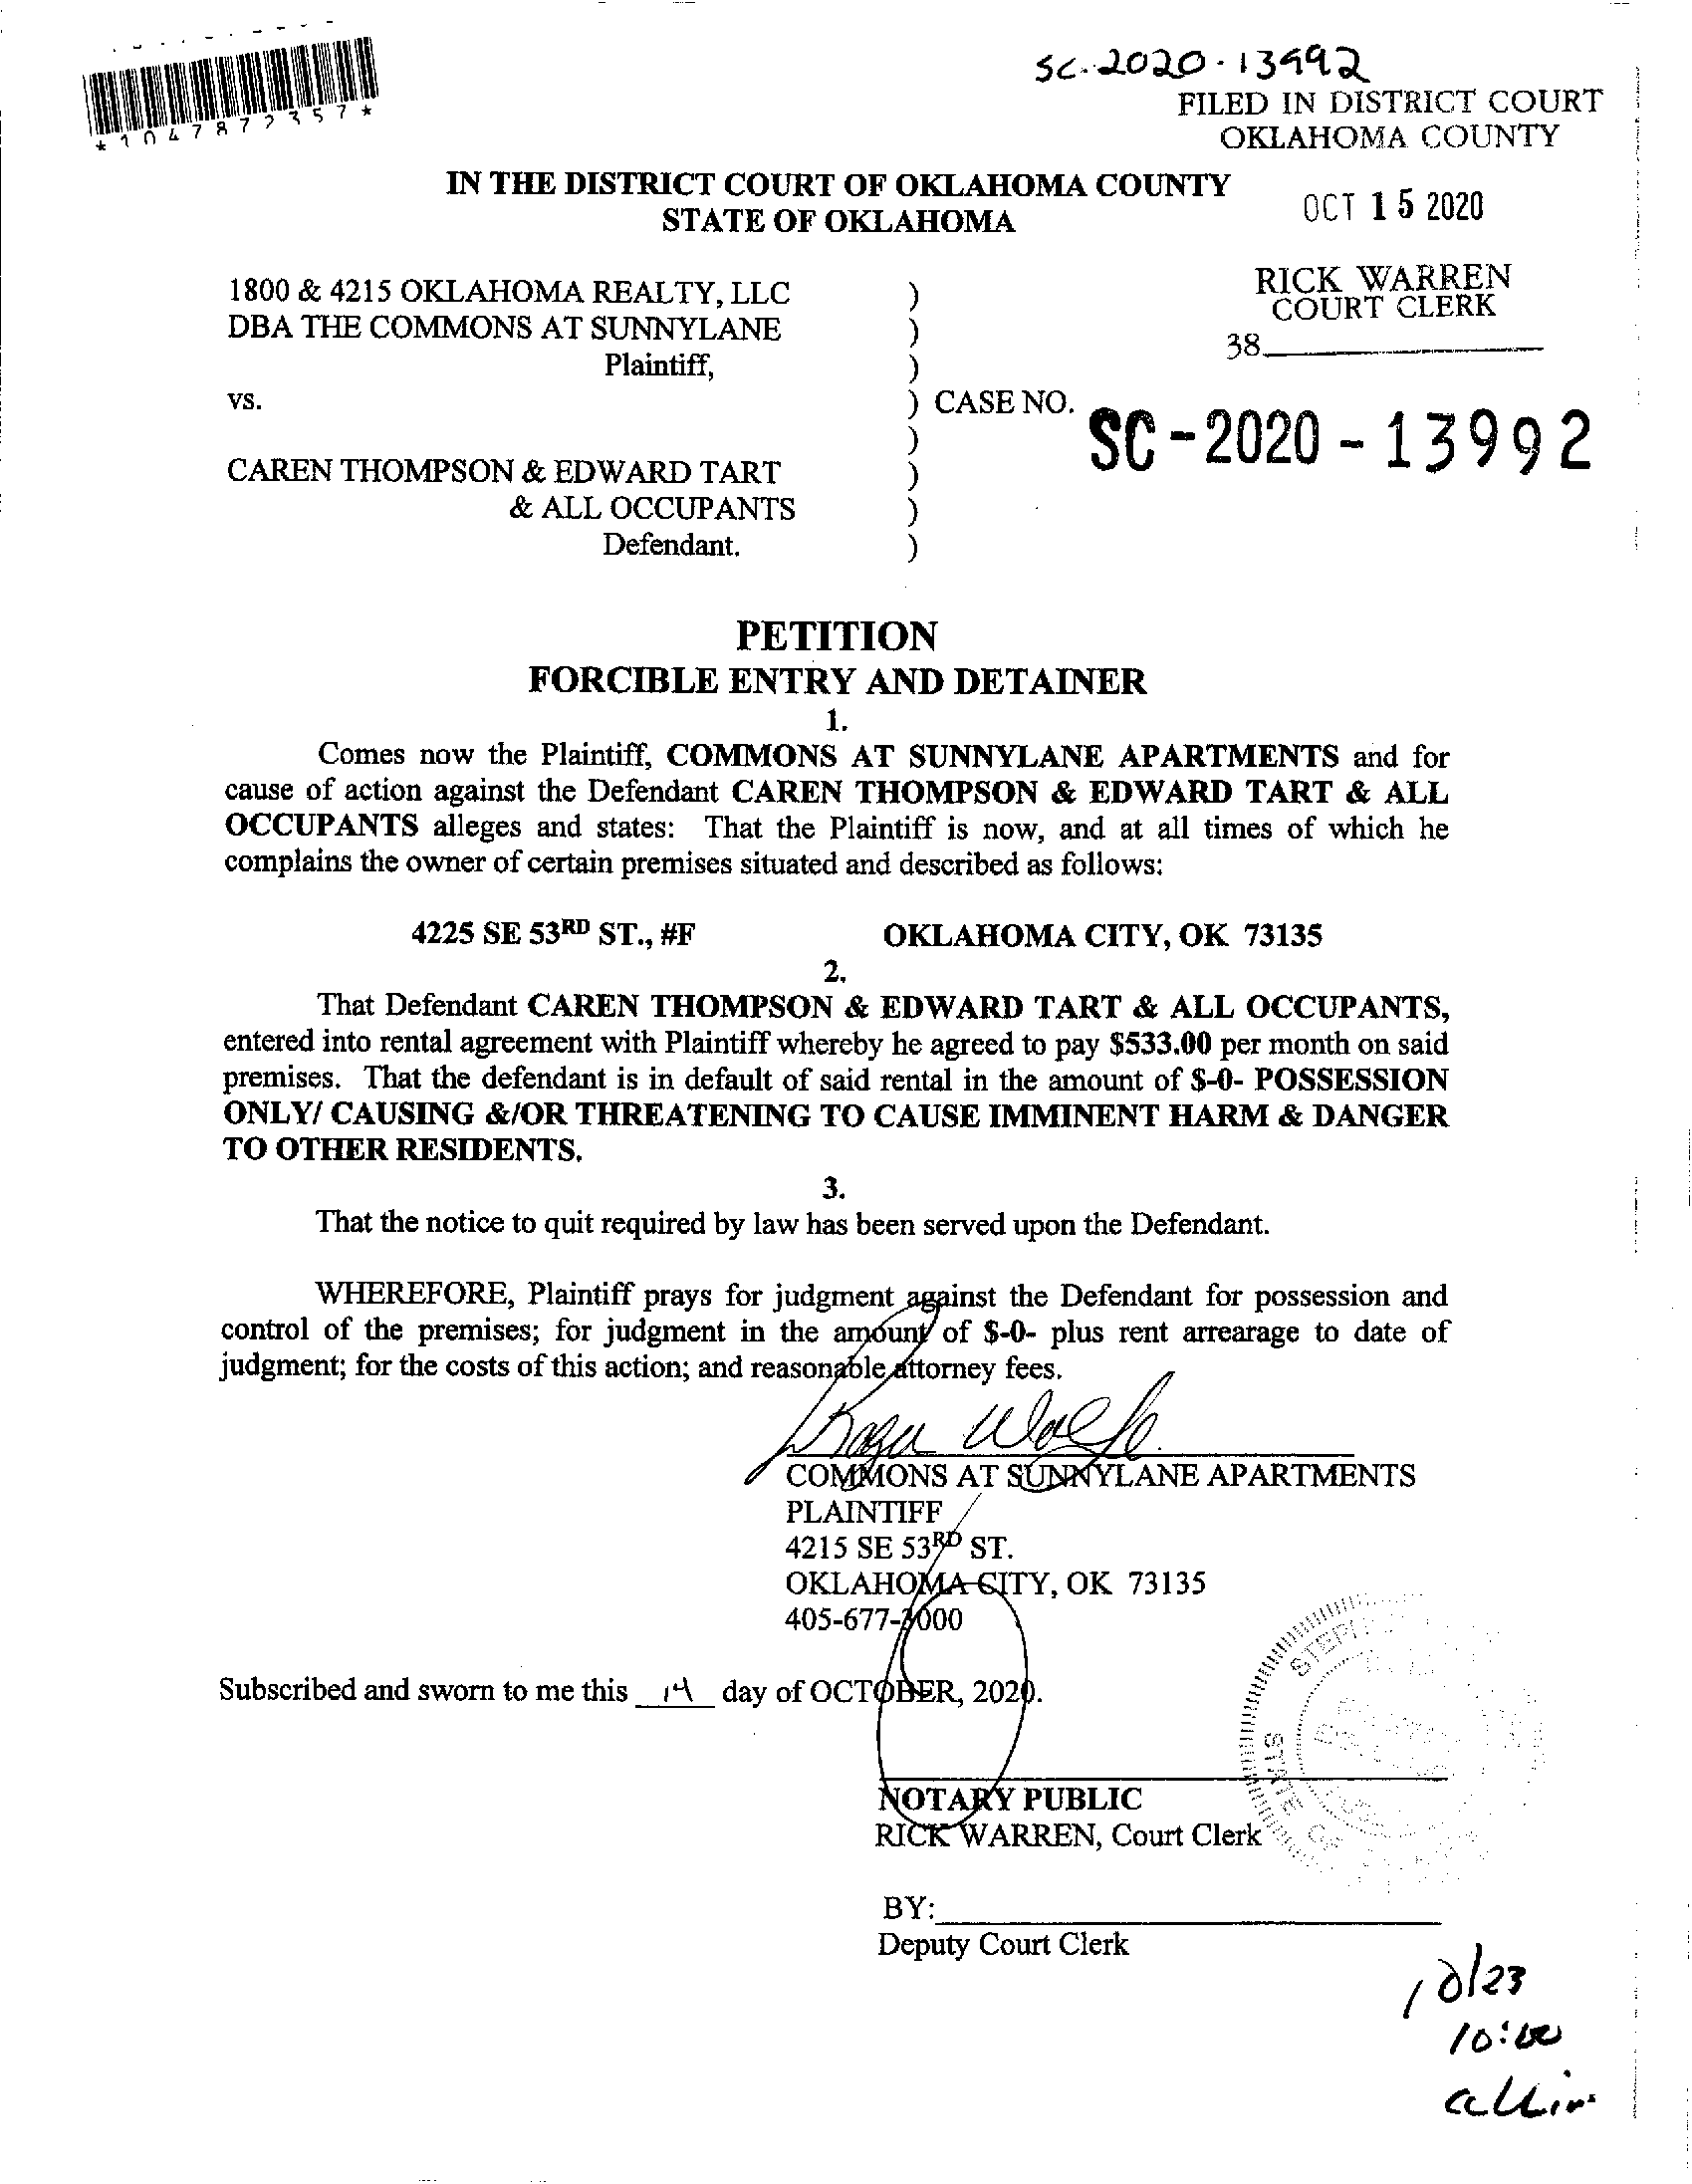 *1047872357*
SC-2020-13992
FILED IN DISTRICT COURT
OKLAHOMA COUNTY
IN THE DISTRICT COURT OF OKLAHOMA COUNTY
STATE OF OKLAHOMA
OCT 15 2020
1800 & 4215 OKLAHOMA REALTY, LLC )
DBA THE COMMONS AT SUNNYLANE )
Plaintiff, )
RICK WARREN
COURT CLERK
38
vs. ) CASE NO. SC-2020-13992
)
CAREN THOMPSON & EDWARD TART )
& ALL OCCUPANTS )
Defendant. )
PETITION
FORCIBLE ENTRY AND DETAINER
1.
Comes now the Plaintiff, COMMONS AT SUNNYLANE APARTMENTS and for
cause of action against the Defendant CAREN THOMPSON & EDWARD TART & ALL
OCCUPANTS alleges and states: That the Plaintiff is now, and at all times of which he
complains the owner of certain premises situated and described as follows:
4225 SE 53RD ST., #F OKLAHOMA CITY, OK 73135
2.
That Defendant CAREN THOMPSON & EDWARD TART & ALL OCCUPANTS,
entered into rental agreement with Plaintiff whereby he agreed to pay $533.00 per month on said
premises. That the defendant is in default of said rental in the amount of $-0- POSSESSION
ONLY/ CAUSING &/OR THREATENING TO CAUSE IMMINENT HARM & DANGER
TO OTHER RESIDENTS.
3.
That the notice to quit required by law has been served upon the Defendant.
WHEREFORE, Plaintiff prays for judgment against the Defendant for possession and
control of the premises; for judgment in the amount of $-0- plus rent arrearage to date of
judgment; for the costs of this action; and reasonable attorney fees.
COMMONS AT SUNNYLANE APARTMENTS
PLAINTIFF
4215 SE 53RD ST.
OKLAHOMA CITY, OK 73135
405-677-3000
Subscribed and sworn to me this 14 day of OCTOBER, 2020.
STATE
NOTARY PUBLIC
RICK WARREN, Court Clerk
BY:
Deputy Court Clerk
10/23
10:00